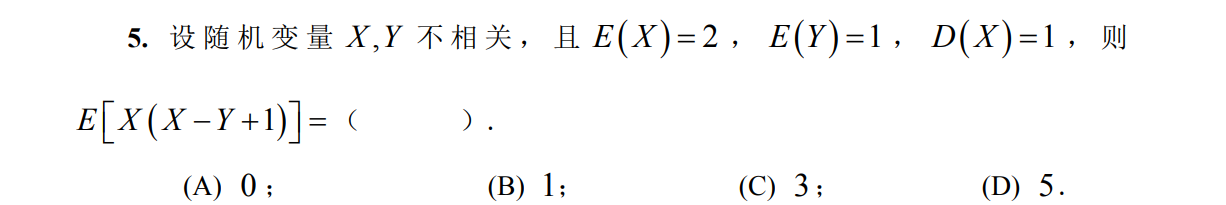 5. 设随机变量 X,Y 不相关，且 E(X)=2， E(Y)=1， D(X)=1，则
E[X(X−Y+1)]=（ ）.
(A) 0； (B) 1； (C) 3； (D) 5.